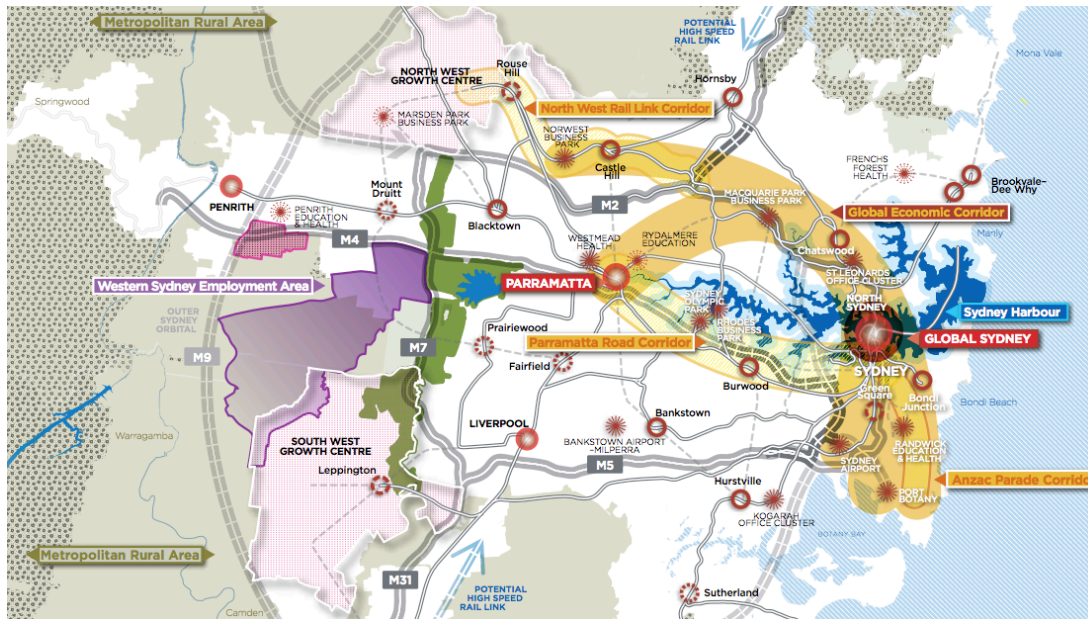 Metropolitan Rural Area
POTENTIAL
HIGH SPEED
RAIL LINK
Mona Vale
NORTH WEST
GROWTH CENTRE
Rouse
Hill
Hornsby
Springwood
MARSDEN PARK
BUSINESS PARK
North West Rail Link Corridor
NORWEST
BUSINESS
PARK
Castle
Hill
FRENCHS
FOREST
HEALTH
Brookvale–
Dee Why
PENRITH
Mount
Druitt
M2
MACQUARIE PARK
BUSINESS PARK
PENRITH
EDUCATION
& HEALTH
Blacktown
Global Economic Corridor
M4
WESTMEAD
HEALTH
RYDALMERE
EDUCATION
Chatswood
Manly
ST LEONARDS
OFFICE CLUSTER
Western Sydney Employment Area
PARRAMATTA
SYDNEY
OLYMPIC
PARK
NORTH
SYDNEY
Sydney Harbour
OUTER
SYDNEY
ORBITAL
RHODES
BUSINESS
PARK
Prairiewood
Parramatta Road Corridor
GLOBAL SYDNEY
M9
M7
Fairfield
SYDNEY
Burwood
Green
Square
Bondi
Junction
Bondi Beach
Warragamba
LIVERPOOL
Bankstown
SOUTH WEST
GROWTH CENTRE
BANKSTOWN AIRPORT
–MILPERRA
RANDWICK
EDUCATION
& HEALTH
M5
SYDNEY
AIRPORT
Leppington
Hurstville
Anzac Parade Corrido
PORT
BOTANY
KOGARAH
OFFICE CLUSTER
BOTANY BAY
Metropolitan Rural Area
M31
POTENTIAL
HIGH SPEED
RAIL LINK
Sutherland
Camden